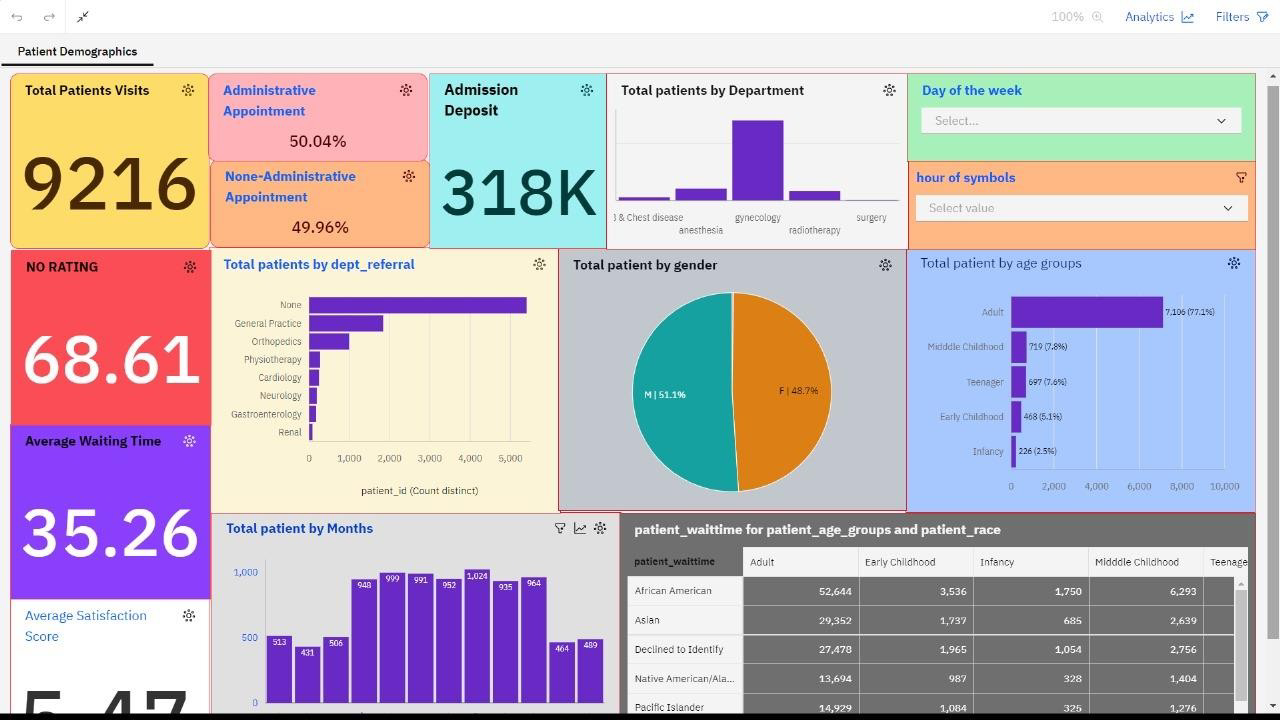 100%
Analytics
Filters
Patient Demographics
Total Patients Visits
9216
Administrative
Appointment
50.04%
None-Administrative
Appointment
49.96%
Admission
Deposit
318K
Total patients by Department
& Chest disease
anesthesia
gynecology
radiotherapy
surgery
Day of the week
Select...
hour of symbols
Select value
NO RATING
68.61
Average Waiting Time
35.26
Average Satisfaction
Score
5.47
Total patients by dept_referral
None
General Practice
Orthopedics
Physiotherapy
Cardiology
Neurology
Gastroenterology
Renal
0 1,000 2,000 3,000 4,000 5,000
patient_id (Count distinct)
Total patient by gender
M | 51.1%
F | 48.7%
Total patient by age groups
Adult 7,106 (77.1%)
Midddle Childhood 719 (7.8%)
Teenager 697 (7.6%)
Early Childhood 468 (5.1%)
Infancy 226 (2.5%)
0 2,000 4,000 6,000 8,000 10,000
Total patient by Months
1,000
500
0
513 431 506 948 999 991 952 1,024 935 964 464 489
patient_waittime for patient_age_groups and patient_race
patient_waittime Adult Early Childhood Infancy Midddle Childhood Teenage
African American 52,644 3,536 1,750 6,293
Asian 29,352 1,737 685 2,639
Declined to Identify 27,478 1,965 1,054 2,756
Native American/Ala... 13,694 987 328 1,404
Pacific Islander 14,929 1,084 325 1,276